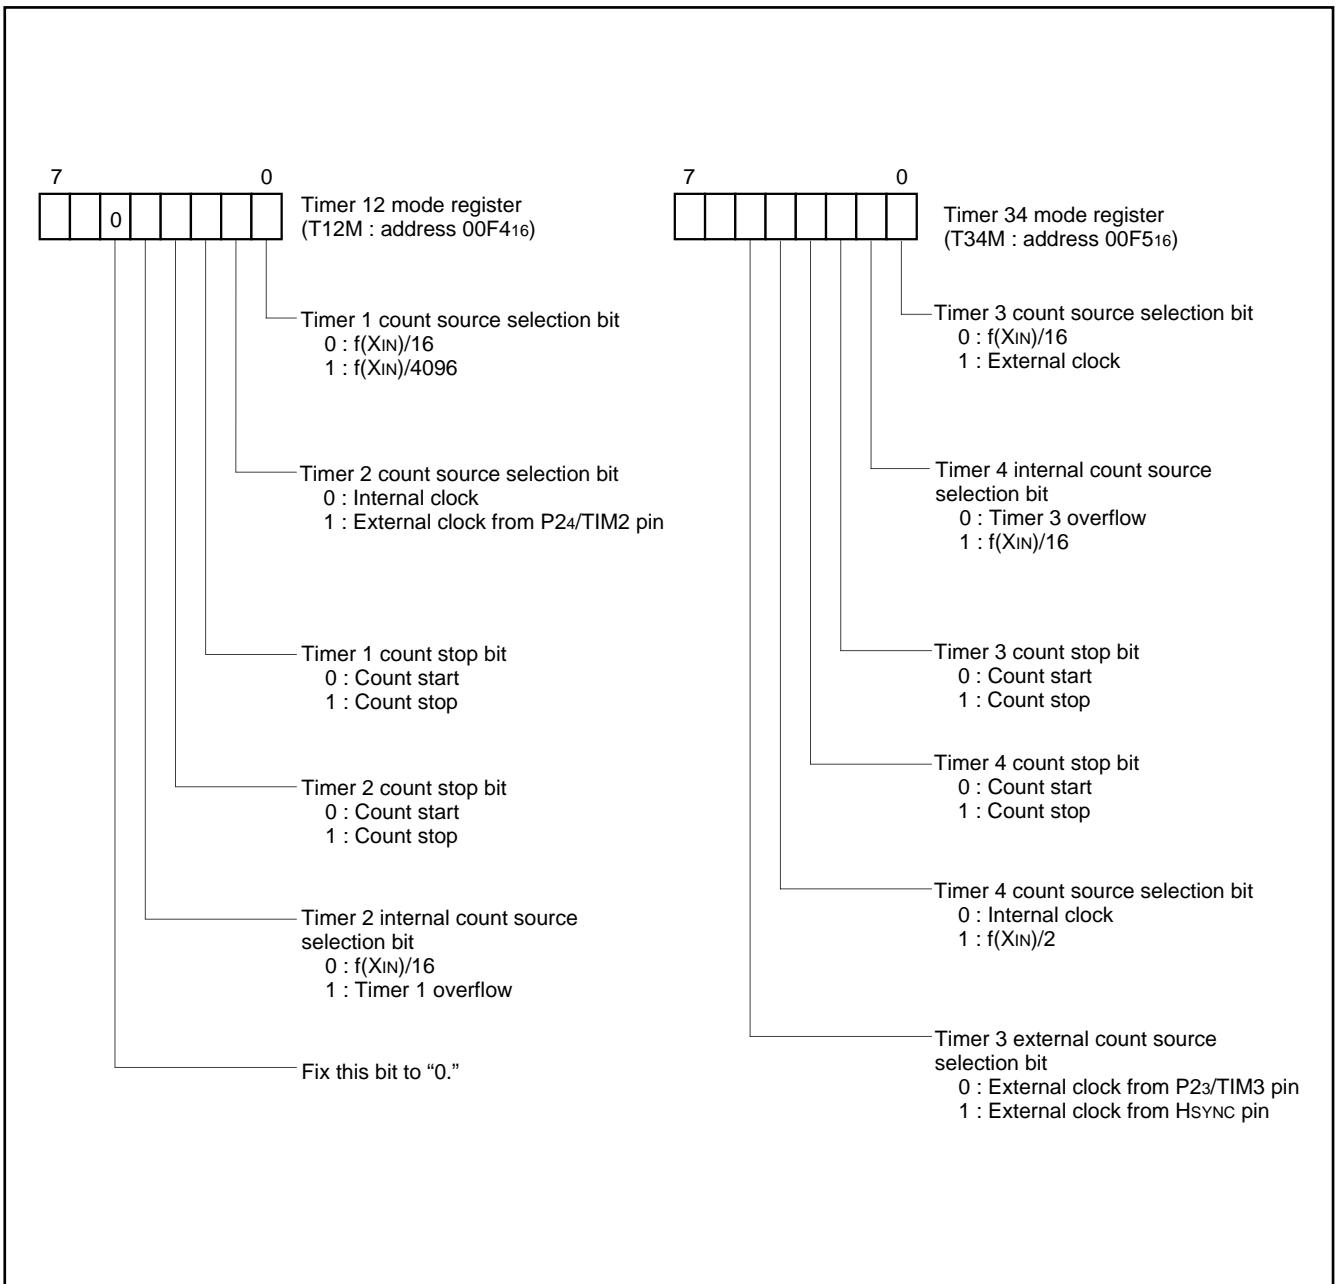 7 0
0
Timer 12 mode register
(T12M : address 00F416)
Timer 1 count source selection bit
0 : f(XIN)/16
1 : f(XIN)/4096
Timer 2 count source selection bit
0 : Internal clock
1 : External clock from P24/TIM2 pin
Timer 1 count stop bit
0 : Count start
1 : Count stop
Timer 2 count stop bit
0 : Count start
1 : Count stop
Timer 2 internal count source
selection bit
0 : f(XIN)/16
1 : Timer 1 overflow
Fix this bit to “0.”
7 0
Timer 34 mode register
(T34M : address 00F516)
Timer 3 count source selection bit
0 : f(XIN)/16
1 : External clock
Timer 4 internal count source
selection bit
0 : Timer 3 overflow
1 : f(XIN)/16
Timer 3 count stop bit
0 : Count start
1 : Count stop
Timer 4 count stop bit
0 : Count start
1 : Count stop
Timer 4 count source selection bit
0 : Internal clock
1 : f(XIN)/2
Timer 3 external count source
selection bit
0 : External clock from P23/TIM3 pin
1 : External clock from HSYNC pin